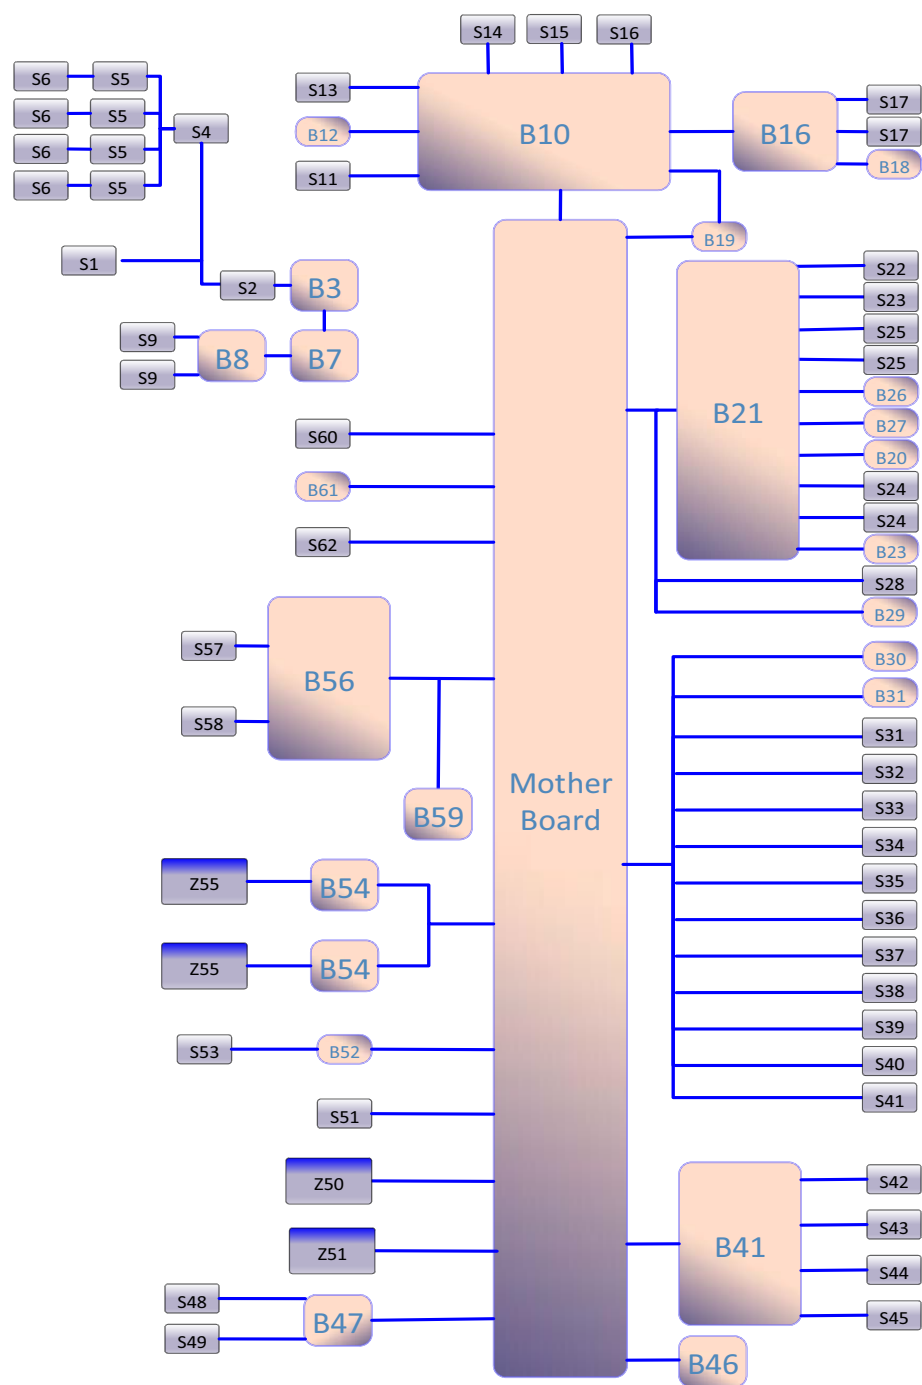 S14
S15
S16
S6
S5
S13
S17
S6
S5
S4
B12
B10
B16
S17
S6
S5
S11
B18
S6
S5
B19
S1
S22
S2
B3
S23
S9
B8
B7
S25
S9
S25
B26
B21
B27
S60
B20
B61
S24
S24
S62
B23
S28
B29
S57
B56
B30
B31
S58
S31
S32
Mother
Board
B59
S33
S34
Z55
B54
S35
S36
Z55
B54
S37
S38
S39
S53
B52
S40
S41
S51
Z50
S42
S43
Z51
B41
S44
S48
B47
S45
S49
B46